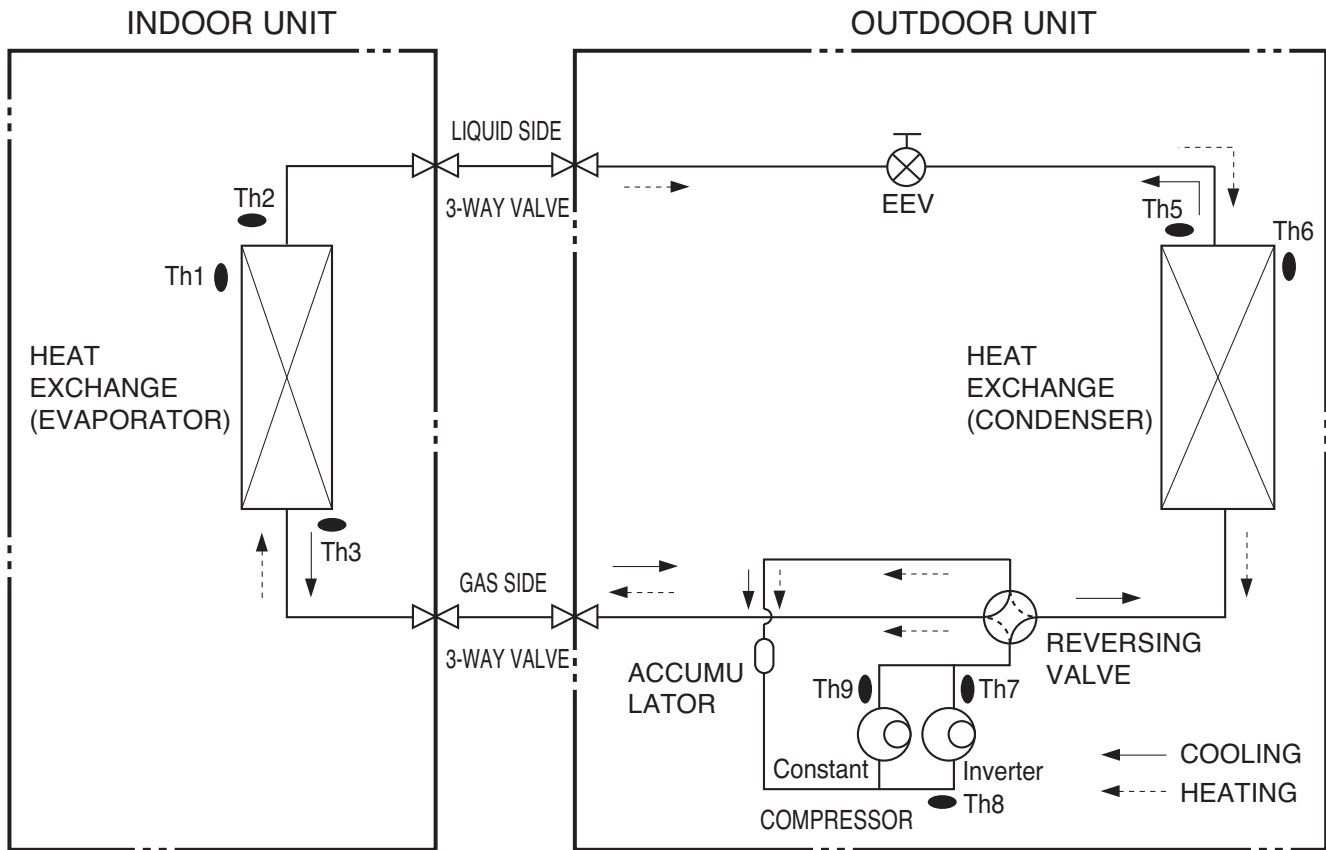 INDOOR UNIT
OUTDOOR UNIT
LIQUID SIDE
3-WAY VALVE
EEV
Th2
Th1
Th5
Th6
HEAT
EXCHANGE
(EVAPORATOR)
HEAT
EXCHANGE
(CONDENSER)
Th3
GAS SIDE
3-WAY VALVE
ACCUMU
LATOR
REVERSING
VALVE
Th9
Th7
Constant
Inverter
Th8
COMPRESSOR
COOLING
HEATING